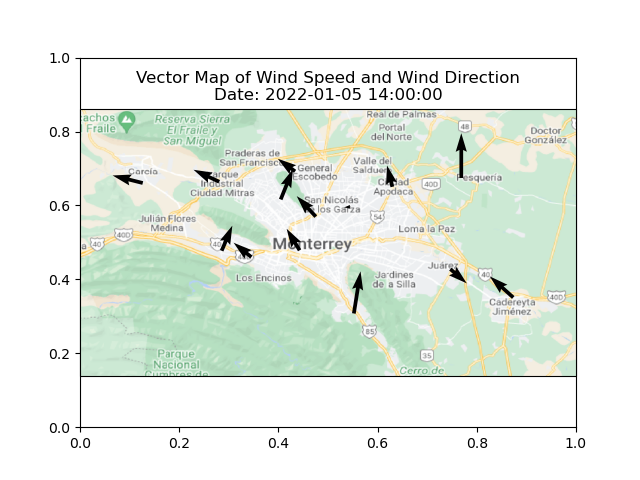 Vector Map of Wind Speed and Wind Direction
Date: 2022-01-05 14:00:00
1.0
0.8
0.6
0.4
0.2
0.0
0.0 0.2 0.4 0.6 0.8 1.0
Real de Palmas
achos
e Fraile
Reserva Sierra
El Fraile y
San Miguel
48
Portal
del Norte
Doctor
González
Praderas de
San Francisco
General
Escobedo
Valle del
Salduero
García
Parque
Industrial
Ciudad Mitras
Ciudad
Apodaca
40D
Pesquería
San Nicolás
de los Garza
54
Julián Flores
Medina
Loma la Paz
40
40D
40
Monterrey
Los Encinos
Jardines
de la Silla
Juárez
40
40D
Cadereyta
Jiménez
85
35
Parque
Nacional
Cumbres de
Cerro de